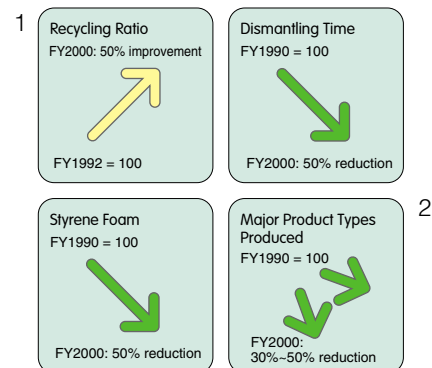 1
Recycling Ratio
FY2000: 50% improvement
FY1992 = 100
Dismantling Time
FY1990 = 100
FY2000: 50% reduction
Styrene Foam
FY1990 = 100
FY2000: 50% reduction
2
Major Product Types
Produced
FY1990 = 100
FY2000:
30%~50% reduction